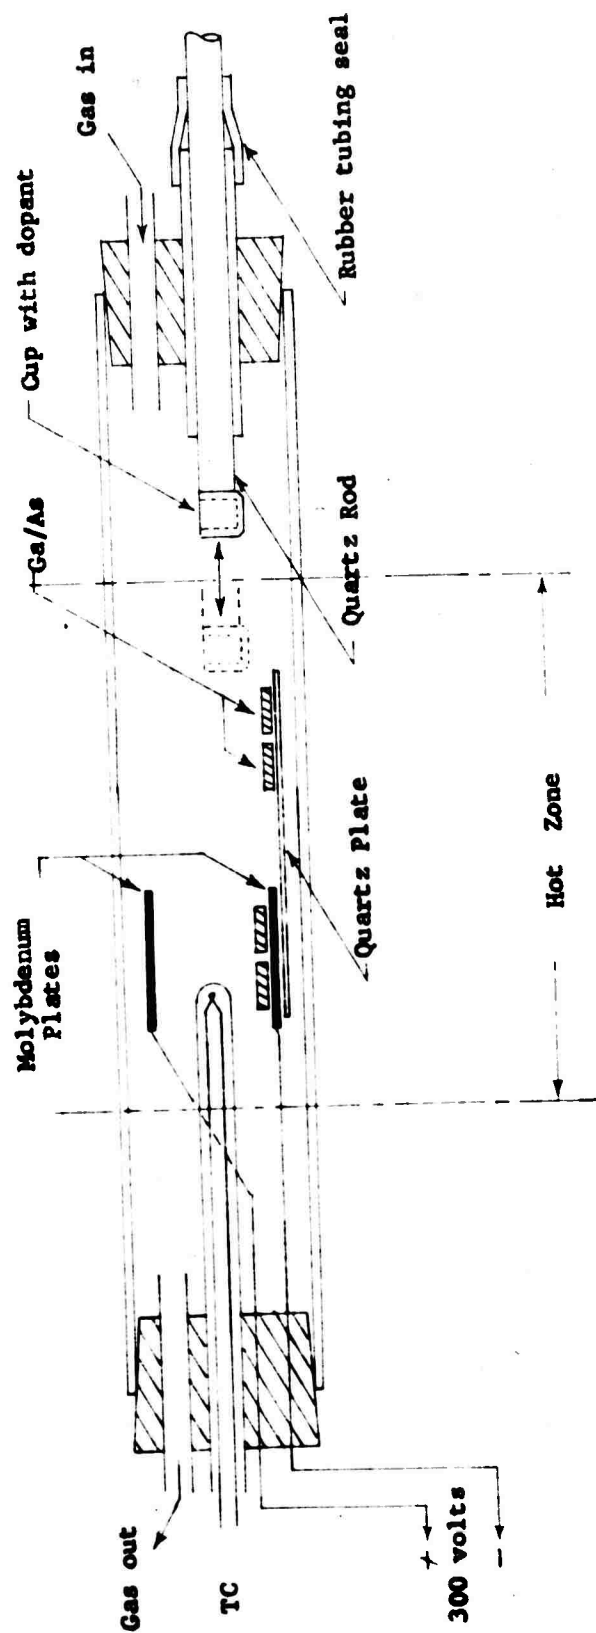 Gas out
TC
+
300 volts
−
Molybdenum
Plates
Ga/As
Cup with dopant
Gas in
Rubber tubing seal
Quartz Rod
Quartz Plate
Hot Zone